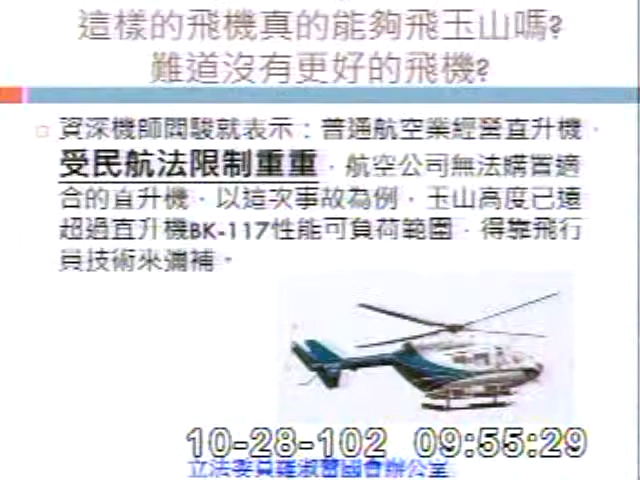 這樣的飛機真的能夠飛玉山嗎?
難道沒有更好的飛機?
資深機師閻駿就表示：普通航空業經營直升機，
受民航法限制重重，航空公司無法購置適
合的直升機，以這次事故為例，玉山高度已遠
超過直升機BK-117性能可負荷範圍，得靠飛行
員技術來彌補。
10-28-102 09:55:29
立法委員羅淑蕾國會辦公室